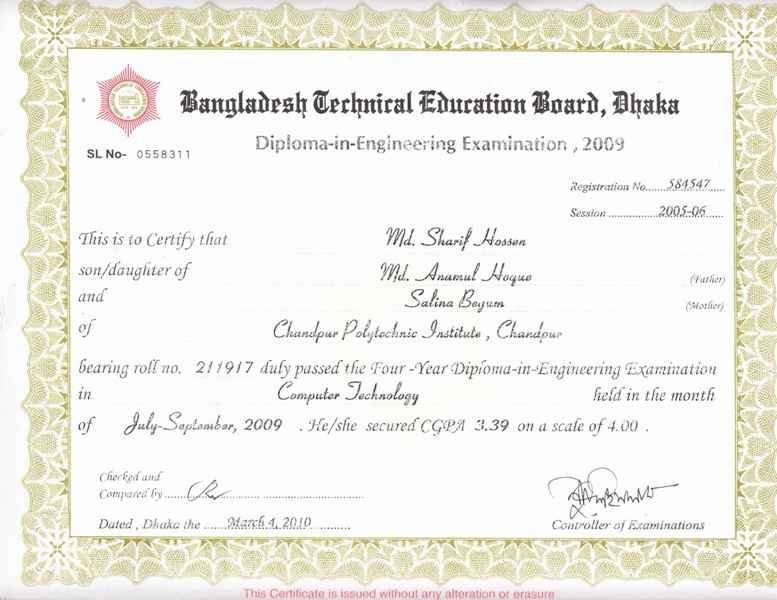 Bangladesh Technical Education Board, Dhaka
Diploma-in-Engineering Examination , 2009
SL No- 0558311
Registration No......584547.....
Session ..................2005-06.....
This is to Certify that Md. Sharif Hossen
son/daughter of Md. Anamul Hoque (Father)
and Salina Begum (Mother)
of Chandpur Polytechnic Institute , Chandpur
bearing roll no. 211917 duly passed the Four -Year Diploma-in-Engineering Examination
in Computer Technology held in the month
of July-September, 2009 . He/she secured CGPA 3.39 on a scale of 4.00 .
Checked and
Compared by
Dated , Dhaka the ......March 4, 2010..........
Controller of Examinations
This Certificate is issued without any alteration or erasure